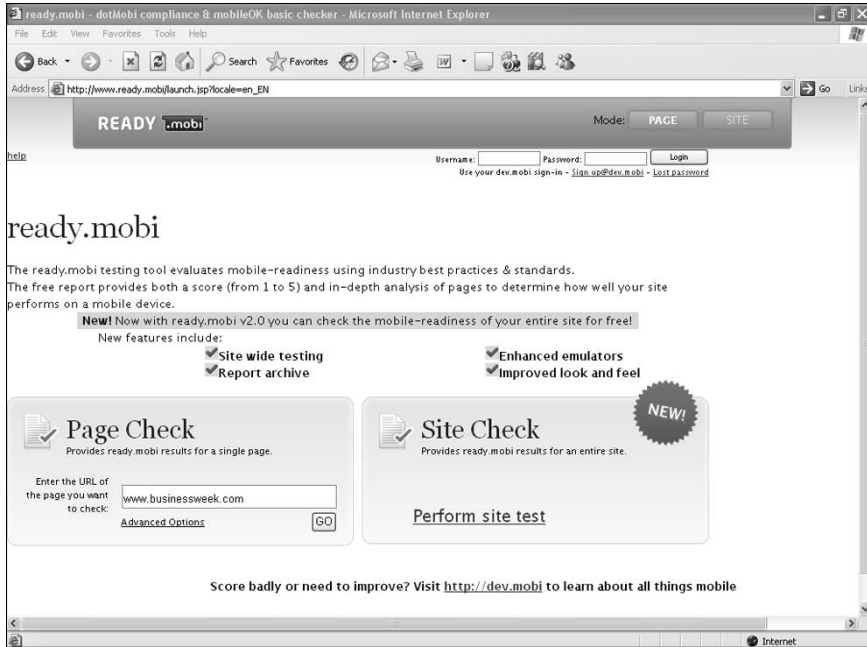 ready.mobi - dotMobi compliance & mobileOK basic checker - Microsoft Internet Explorer
File Edit View Favorites Tools Help
Back Search Favorites
Address http://www.ready.mobi/launch.jsp?locale=en_EN Go Links
READY .mobi Mode: PAGE SITE
help
Username: Password: Login
Use your dev.mobi sign-in - Sign up@dev.mobi - Lost password
ready.mobi
The ready.mobi testing tool evaluates mobile-readiness using industry best practices & standards.
The free report provides both a score (from 1 to 5) and in-depth analysis of pages to determine how well your site
performs on a mobile device.
New! Now with ready.mobi v2.0 you can check the mobile-readiness of your entire site for free!
New features include:
Site wide testing Enhanced emulators
Report archive Improved look and feel
Page Check
Provides ready.mobi results for a single page.
Enter the URL of
the page you want
to check:
www.businessweek.com
Advanced Options GO
NEW!
Site Check
Provides ready.mobi results for an entire site.
Perform site test
Score badly or need to improve? Visit http://dev.mobi to learn about all things mobile
Internet